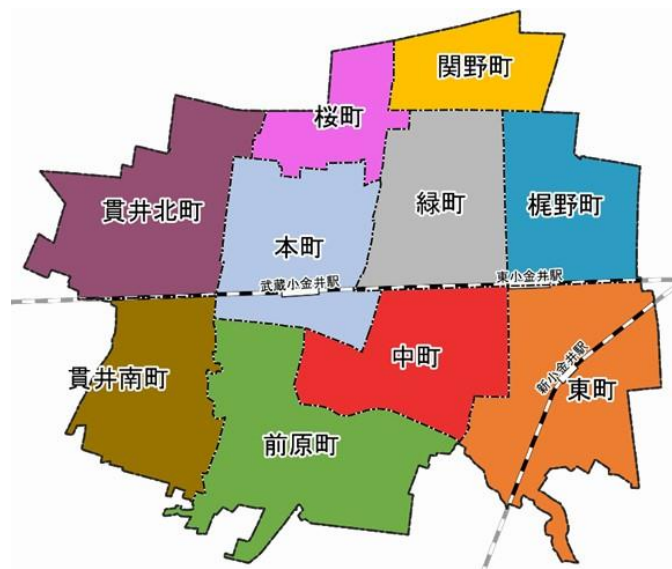 関野町
桜町
貫井北町
緑町
梶野町
本町
武蔵小金井駅
東小金井駅
新小金井駅
貫井南町
中町
東町
前原町